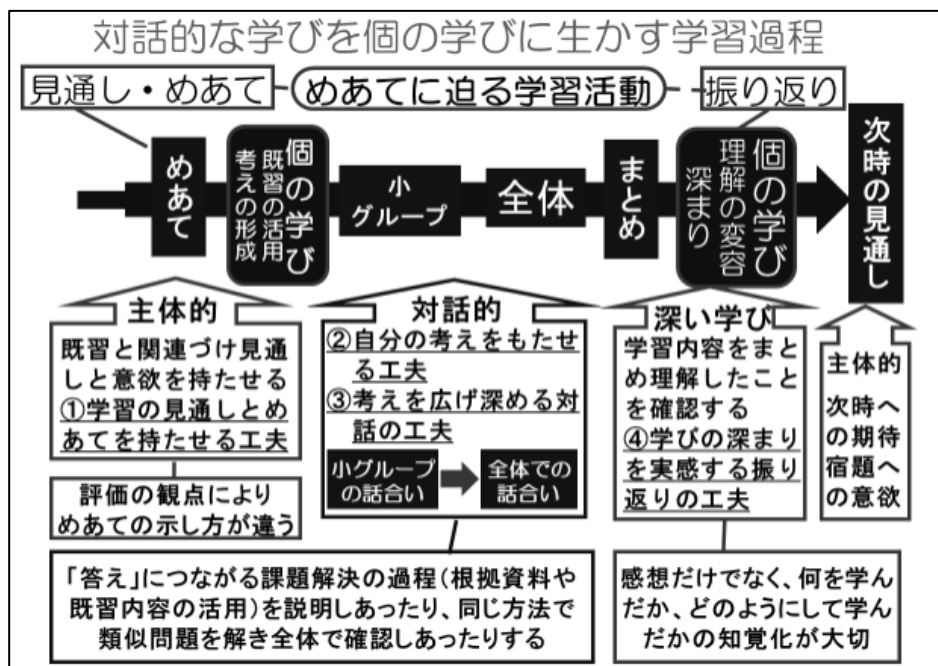 対話的な学びを個の学びに生かす学習過程
見通し・めあて
めあてに迫る学習活動
振り返り
めあて
個の学び
既習の活用
考えの形成
小
グループ
全体
まとめ
個の学び
理解の変容
深まり
次時の見通し
主体的
既習と関連づけ見通
しと意欲を持たせる
①学習の見通しとめ
あてを持たせる工夫
評価の観点により
めあての示し方が違う
対話的
②自分の考えをもたせ
る工夫
③考えを広げ深める対
話の工夫
小グループ
の話合い
全体での
話合い
「答え」につながる課題解決の過程(根拠資料や
既習内容の活用)を説明しあったり、同じ方法で
類似問題を解き全体で確認しあったりする
深い学び
学習内容をまと
め理解したこと
を確認する
④学びの深まり
を実感する振り
返りの工夫
感想だけでなく、何を学ん
だか、どのようにして学ん
だかの知覚化が大切
主体的
次時へ
の期待
宿題へ
の意欲